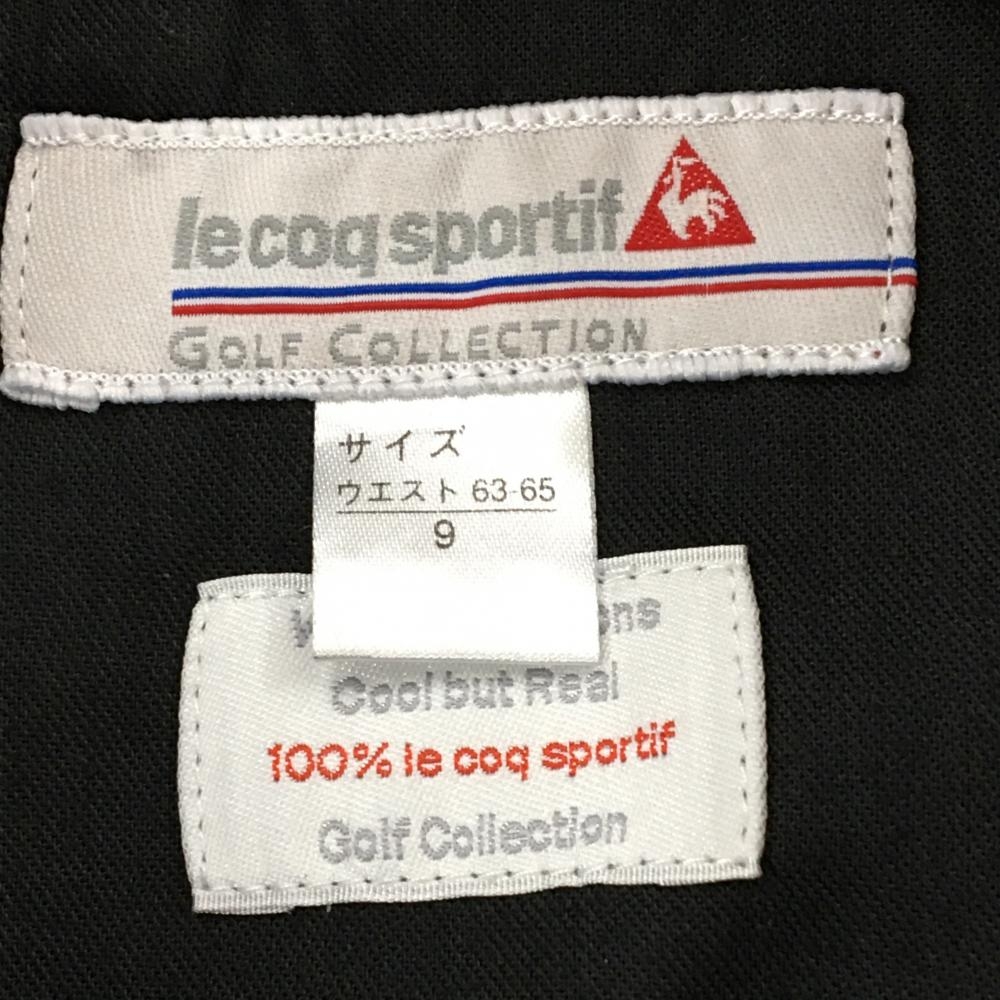 le coq sportif
GOLF COLLECTION
サイズ
ウエスト 63-65
9
Cool but Real
100% le coq sportif
Golf Collection